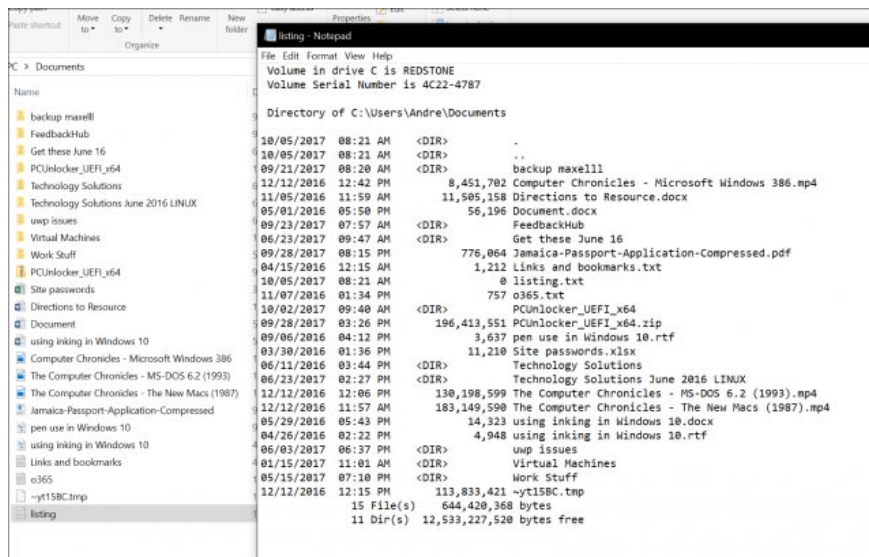 Copy path
easy access
Edit
Select none
Paste shortcut
Move to
Copy to
Delete
Rename
New folder
Properties
Organize
PC > Documents
Name
backup maxelll
FeedbackHub
Get these June 16
PCUnlocker_UEFI_x64
Technology Solutions
Technology Solutions June 2016 LINUX
uwp issues
Virtual Machines
Work Stuff
PCUnlocker_UEFI_x64
Site passwords
Directions to Resource
Document
using inking in Windows 10
Computer Chronicles - Microsoft Windows 386
The Computer Chronicles - MS-DOS 6.2 (1993)
The Computer Chronicles - The New Macs (1987)
Jamaica-Passport-Application-Compressed
pen use in Windows 10
using inking in Windows 10
Links and bookmarks
o365
~yt15BC.tmp
listing
listing - Notepad
File Edit Format View Help
Volume in drive C is REDSTONE
Volume Serial Number is 4C22-4787
Directory of C:\Users\Andre\Documents
10/05/2017 08:21 AM <DIR> .
10/05/2017 08:21 AM <DIR> ..
09/21/2017 08:20 AM <DIR> backup maxelll
12/12/2016 12:42 PM 8,451,702 Computer Chronicles - Microsoft Windows 386.mp4
11/05/2016 11:59 AM 11,505,158 Directions to Resource.docx
05/01/2016 05:50 PM 56,196 Document.docx
09/23/2017 07:57 AM <DIR> FeedbackHub
06/23/2017 09:47 AM <DIR> Get these June 16
09/28/2017 08:15 PM 776,064 Jamaica-Passport-Application-Compressed.pdf
04/15/2016 12:15 AM 1,212 Links and bookmarks.txt
10/05/2017 08:21 AM 0 listing.txt
11/07/2016 01:34 PM 757 o365.txt
10/02/2017 09:40 AM <DIR> PCUnlocker_UEFI_x64
09/28/2017 03:26 PM 196,413,551 PCUnlocker_UEFI_x64.zip
09/06/2016 04:12 PM 3,637 pen use in Windows 10.rtf
03/30/2016 01:36 PM 11,210 Site passwords.xlsx
06/11/2016 03:44 PM <DIR> Technology Solutions
06/23/2017 02:27 PM <DIR> Technology Solutions June 2016 LINUX
12/12/2016 12:06 PM 130,198,599 The Computer Chronicles - MS-DOS 6.2 (1993).mp4
12/12/2016 11:57 AM 183,149,590 The Computer Chronicles - The New Macs (1987).mp4
05/29/2016 05:43 PM 14,323 using inking in Windows 10.docx
04/26/2016 02:22 PM 4,948 using inking in Windows 10.rtf
06/03/2017 06:37 PM <DIR> uwp issues
01/15/2017 11:01 AM <DIR> Virtual Machines
05/15/2017 07:10 PM <DIR> Work Stuff
12/12/2016 12:15 PM 113,833,421 ~yt15BC.tmp
15 File(s) 644,420,368 bytes
11 Dir(s) 12,533,227,520 bytes free